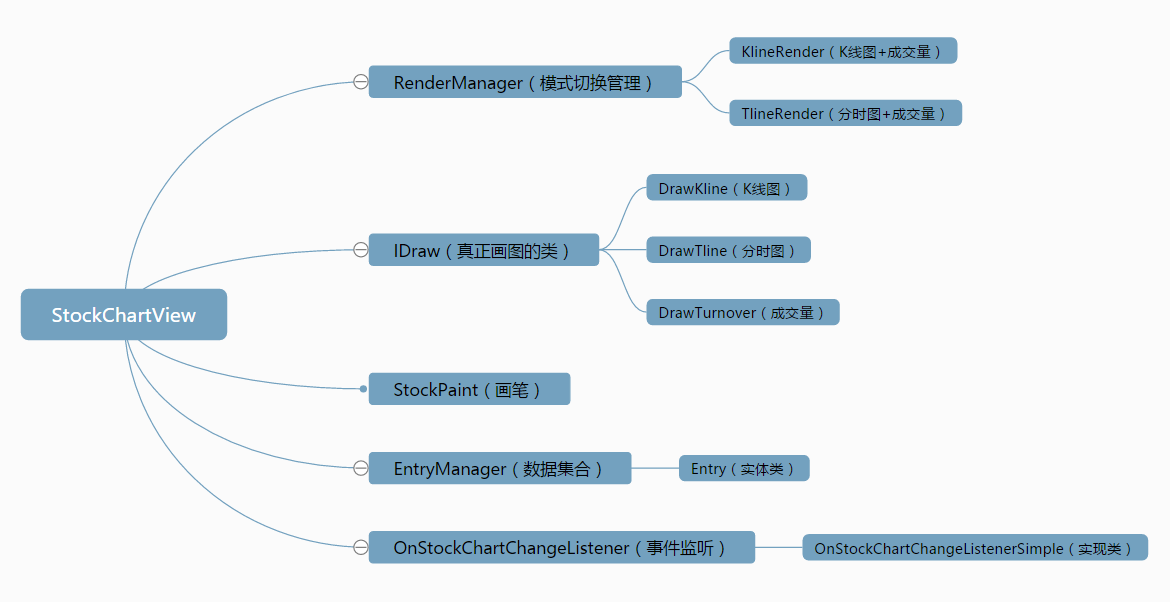 StockChartView
RenderManager（模式切换管理）
KlineRender（K线图+成交量）
TlineRender（分时图+成交量）
IDraw（真正画图的类）
DrawKline（K线图）
DrawTline（分时图）
DrawTurnover（成交量）
StockPaint（画笔）
EntryManager（数据集合）
Entry（实体类）
OnStockChartChangeListener（事件监听）
OnStockChartChangeListenerSimple（实现类）